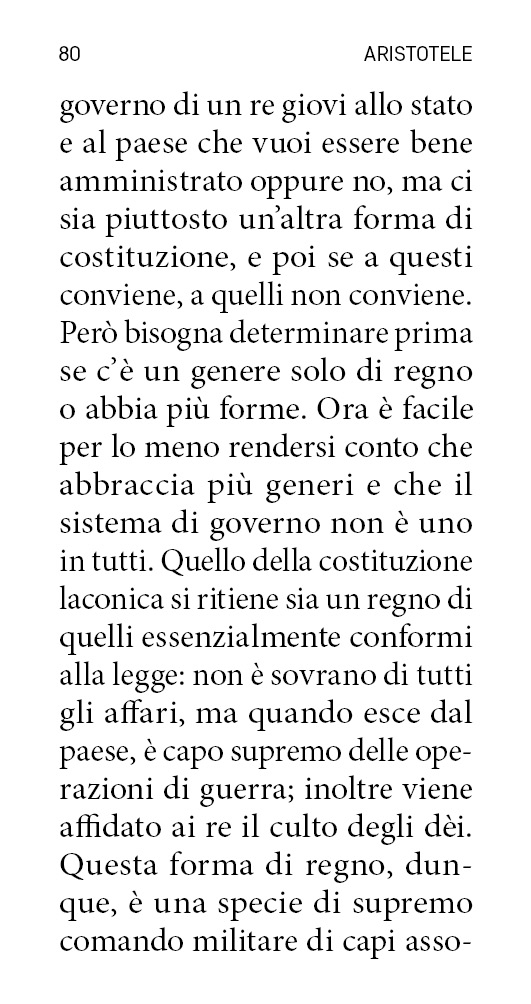 80 ARISTOTELE
governo di un re giovi allo stato
e al paese che vuoi essere bene
amministrato oppure no, ma ci
sia piuttosto un’altra forma di
costituzione, e poi se a questi
conviene, a quelli non conviene.
Però bisogna determinare prima
se c’è un genere solo di regno
o abbia più forme. Ora è facile
per lo meno rendersi conto che
abbraccia più generi e che il
sistema di governo non è uno
in tutti. Quello della costituzione
laconica si ritiene sia un regno di
quelli essenzialmente conformi
alla legge: non è sovrano di tutti
gli affari, ma quando esce dal
paese, è capo supremo delle ope-
razioni di guerra; inoltre viene
affidato ai re il culto degli dèi.
Questa forma di regno, dun-
que, è una specie di supremo
comando militare di capi asso-